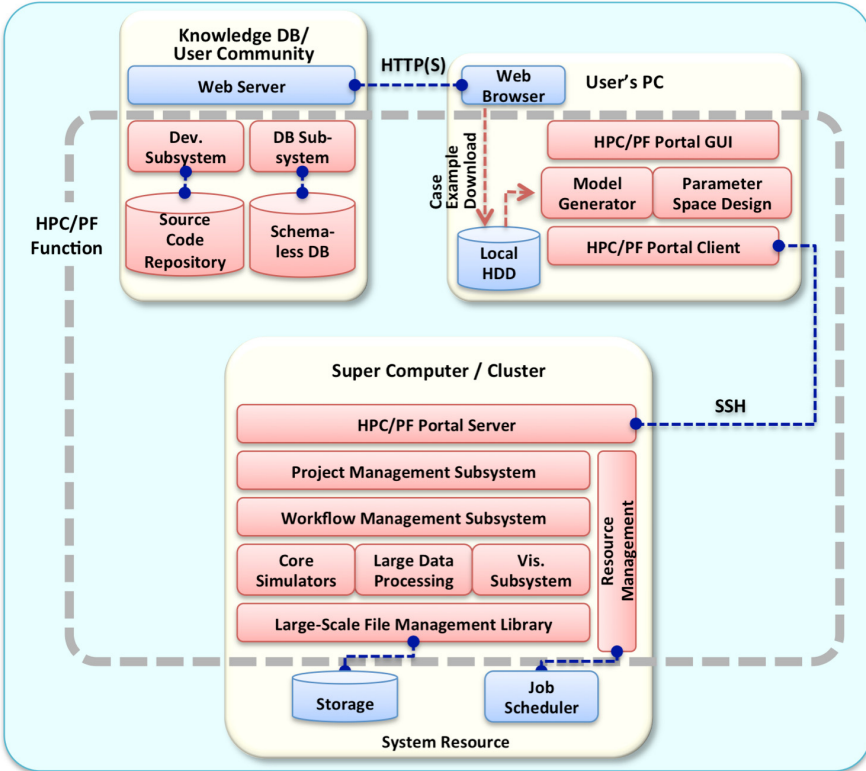 Knowledge DB/
User Community
Web Server
HTTP(S)
Web
Browser
User's PC
Dev.
Subsystem
DB Sub-
system
Source
Code
Repository
Schema-
less DB
HPC/PF
Function
Case
Example
Download
Local
HDD
HPC/PF Portal GUI
Model
Generator
Parameter
Space Design
HPC/PF Portal Client
SSH
Super Computer / Cluster
HPC/PF Portal Server
Project Management Subsystem
Workflow Management Subsystem
Core
Simulators
Large Data
Processing
Vis.
Subsystem
Resource
Management
Large-Scale File Management Library
Storage
Job
Scheduler
System Resource